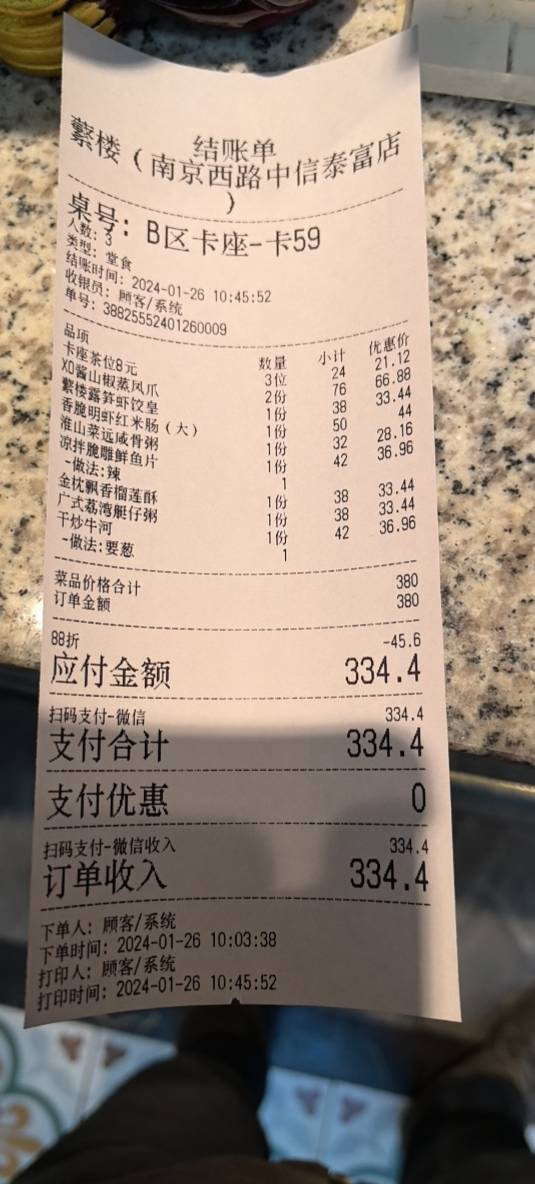 结账单
蘩楼（南京西路中信泰富店
）
桌号: B区卡座-卡59
人数: 3
类型: 堂食
结账时间: 2024-01-26 10:45:52
收银员: 顾客/系统
单号: 38825552401260009
品项 数量 小计 优惠价
卡座茶位8元 3位 24 21.12
XO酱山椒蒸凤爪 2份 76 66.88
蘩楼露笋虾饺皇 1份 38 33.44
香脆明虾红米肠（大） 1份 50 44
淮山菜远咸骨粥 1份 32 28.16
凉拌脆雕鲜鱼片 1份 42 36.96
-做法:辣 1
金枕飘香榴莲酥 1份 38 33.44
广式荔湾艇仔粥 1份 38 33.44
干炒牛河 1份 42 36.96
-做法:要葱 1
菜品价格合计 380
订单金额 380
88折 -45.6
应付金额 334.4
扫码支付-微信 334.4
支付合计 334.4
支付优惠 0
扫码支付-微信收入 334.4
订单收入 334.4
下单人: 顾客/系统
下单时间: 2024-01-26 10:03:38
打印人: 顾客/系统
打印时间: 2024-01-26 10:45:52